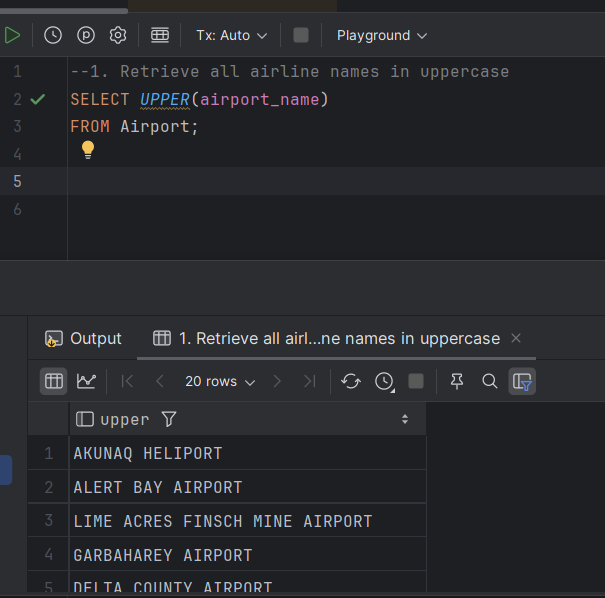 Tx: Auto
Playground
1 --1. Retrieve all airline names in uppercase
2 SELECT UPPER(airport_name)
3 FROM Airport;
4
5
6
Output
1. Retrieve all airl...ne names in uppercase
20 rows
upper
1 AKUNAQ HELIPORT
2 ALERT BAY AIRPORT
3 LIME ACRES FINSCH MINE AIRPORT
4 GARBAHAREY AIRPORT
5 DELTA COUNTY AIRPORT